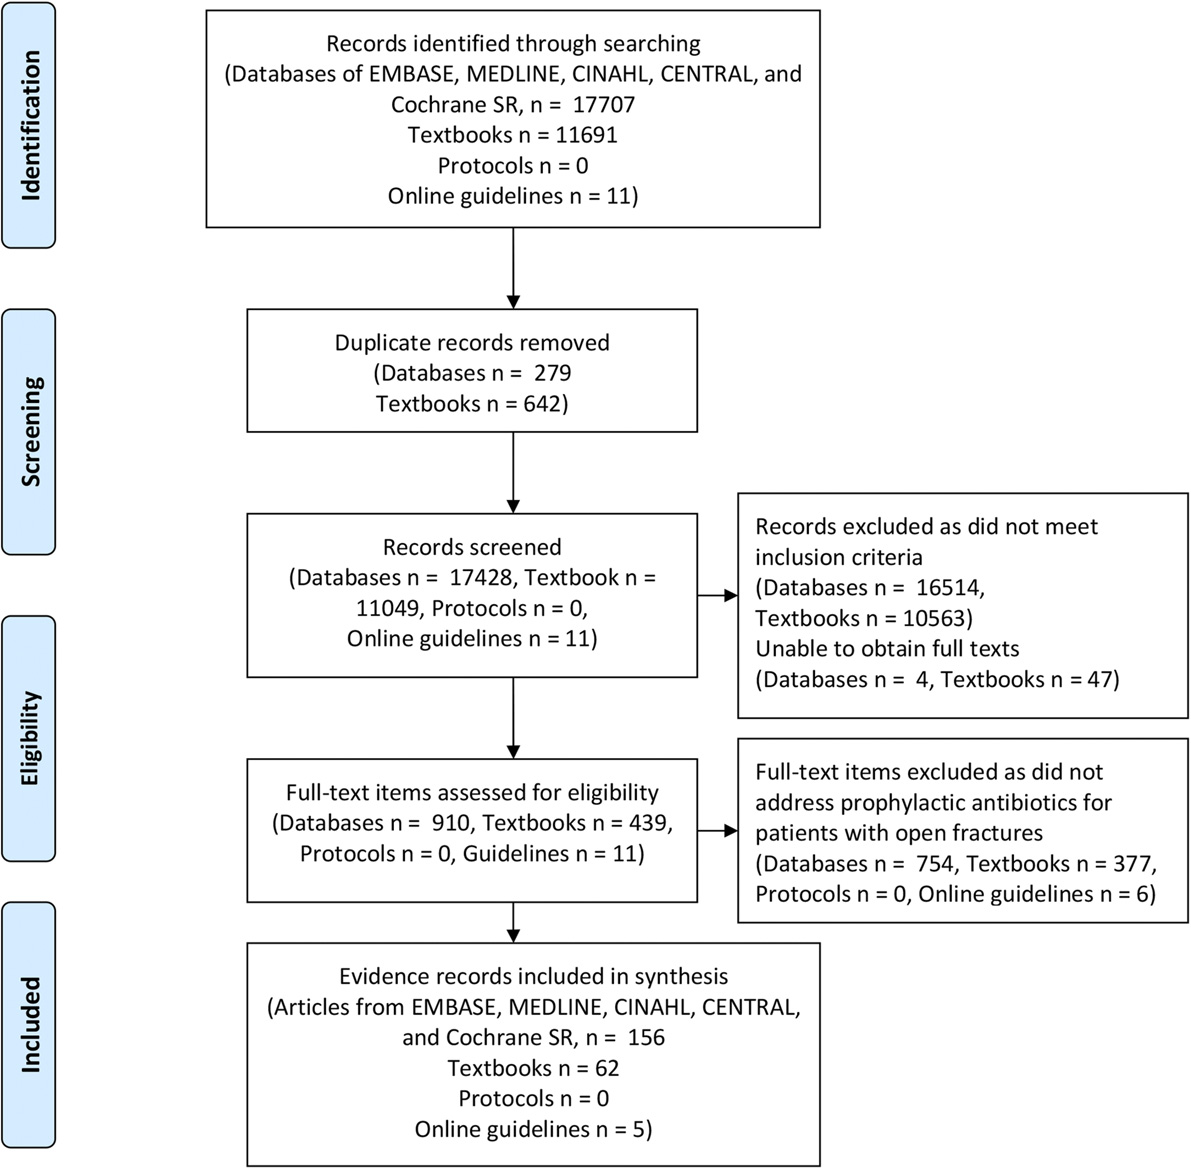 Identification
Records identified through searching
(Databases of EMBASE, MEDLINE, CINAHL, CENTRAL, and
Cochrane SR, n = 17707
Textbooks n = 11691
Protocols n = 0
Online guidelines n = 11)
Screening
Duplicate records removed
(Databases n = 279
Textbooks n = 642)
Records screened
(Databases n = 17428, Textbook n =
11049, Protocols n = 0,
Online guidelines n = 11)
Records excluded as did not meet
inclusion criteria
(Databases n = 16514,
Textbooks n = 10563)
Unable to obtain full texts
(Databases n = 4, Textbooks n = 47)
Eligibility
Full-text items assessed for eligibility
(Databases n = 910, Textbooks n = 439,
Protocols n = 0, Guidelines n = 11)
Full-text items excluded as did not
address prophylactic antibiotics for
patients with open fractures
(Databases n = 754, Textbooks n = 377,
Protocols n = 0, Online guidelines n = 6)
Included
Evidence records included in synthesis
(Articles from EMBASE, MEDLINE, CINAHL, CENTRAL,
and Cochrane SR, n = 156
Textbooks n = 62
Protocols n = 0
Online guidelines n = 5)